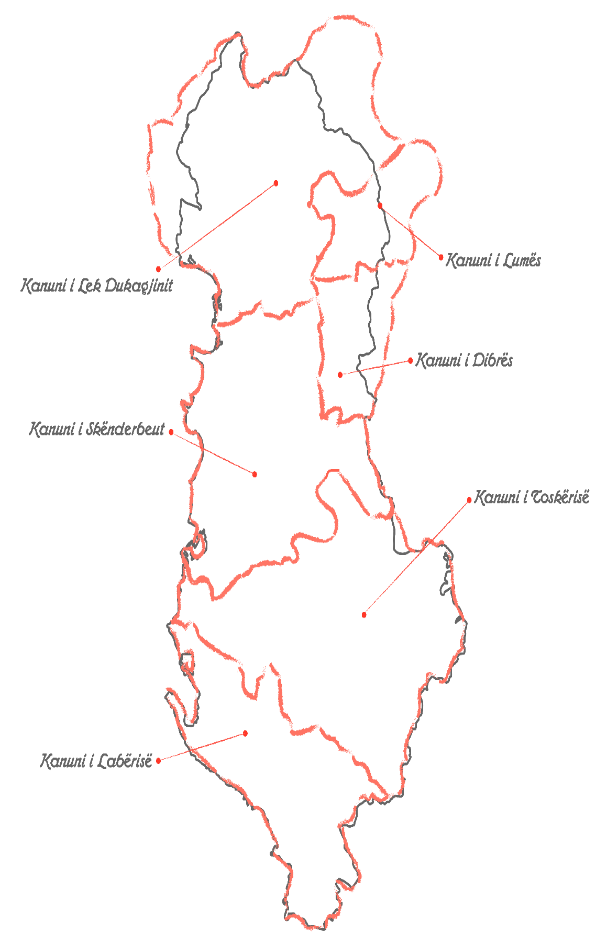 Kanuni i Lumës
Kanuni i Lek Dukagjinit
Kanuni i Dibrës
Kanuni i Skënderbeut
Kanuni i Toskërisë
Kanuni i Labërisë